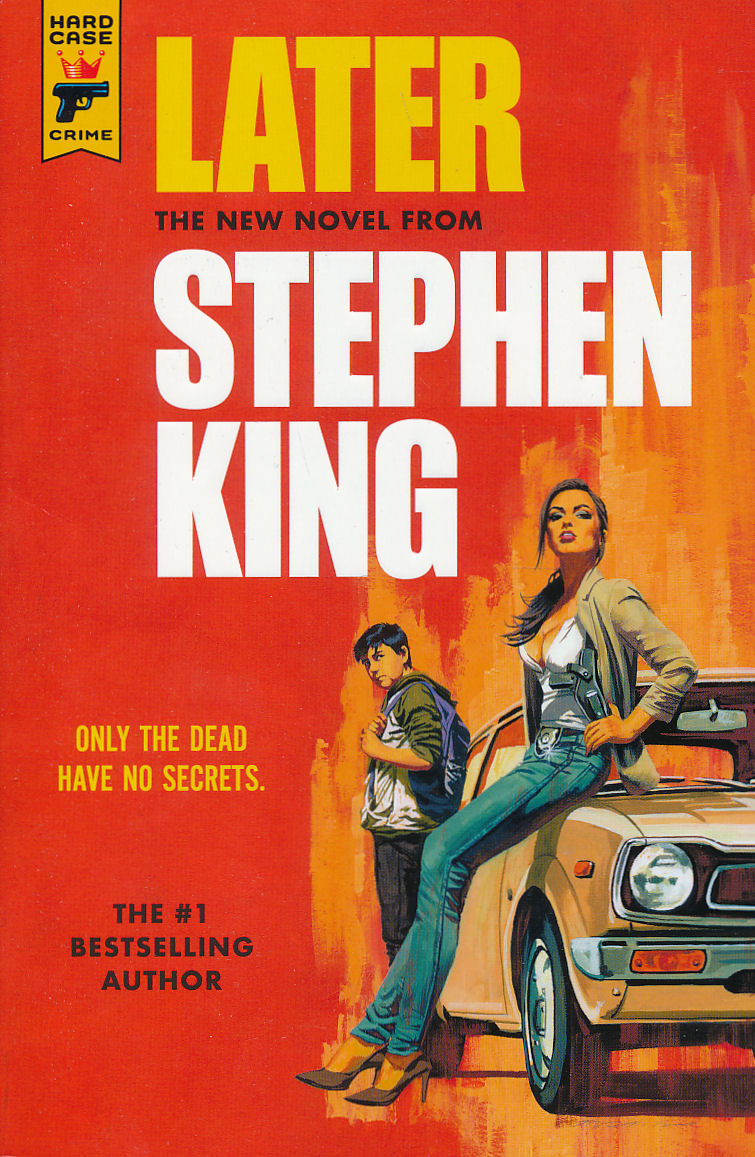 HARD
CASE
CRIME
LATER
THE NEW NOVEL FROM
STEPHEN
KING
ONLY THE DEAD
HAVE NO SECRETS.
THE #1
BESTSELLING
AUTHOR